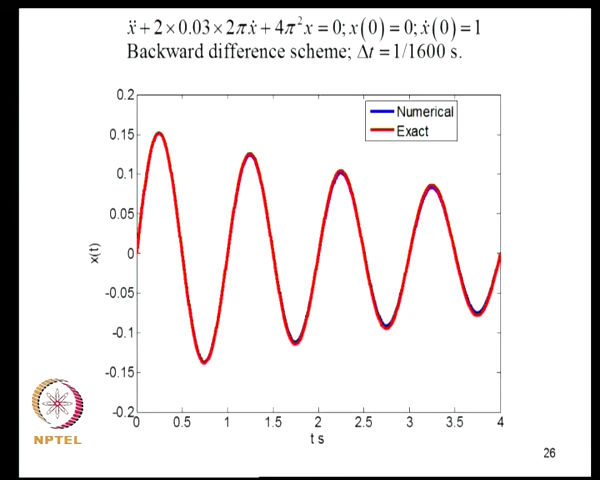 ẍ + 2 × 0.03 × 2πẋ + 4π²x = 0; x(0) = 0; ẋ(0) = 1
Backward difference scheme; Δt = 1/1600 s.
Numerical
Exact
0.2
0.15
0.1
0.05
0
-0.05
-0.1
-0.15
-0.2
x(t)
0 0.5 1 1.5 2 2.5 3 3.5 4
t s
NPTEL
26